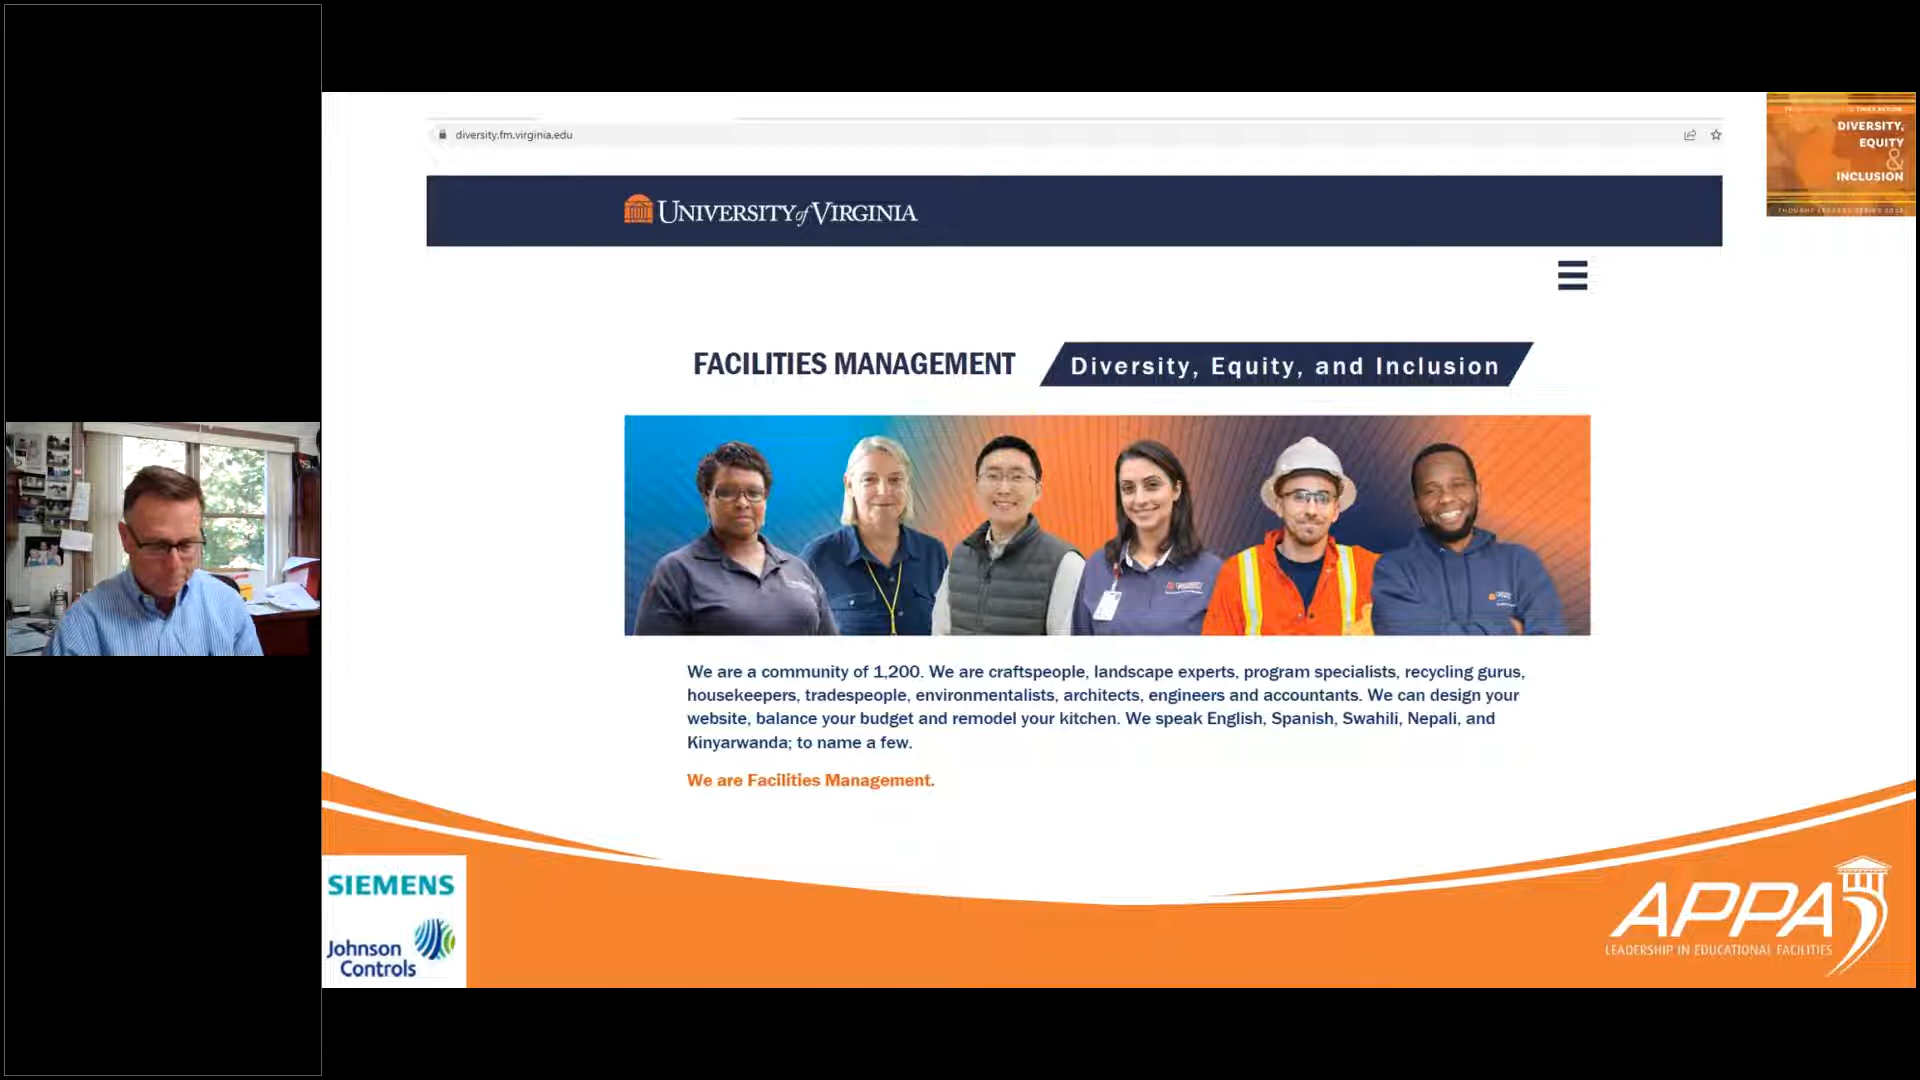 diversity.fm.virginia.edu
DIVERSITY,
EQUITY
&
INCLUSION
THOUGHT LEADERS SERIES
UNIVERSITY of VIRGINIA
FACILITIES MANAGEMENT
Diversity, Equity, and Inclusion
We are a community of 1,200. We are craftspeople, landscape experts, program specialists, recycling gurus,
housekeepers, tradespeople, environmentalists, architects, engineers and accountants. We can design your
website, balance your budget and remodel your kitchen. We speak English, Spanish, Swahili, Nepali, and
Kinyarwanda; to name a few.
We are Facilities Management.
SIEMENS
Johnson
Controls
APPA
LEADERSHIP IN EDUCATIONAL FACILITIES